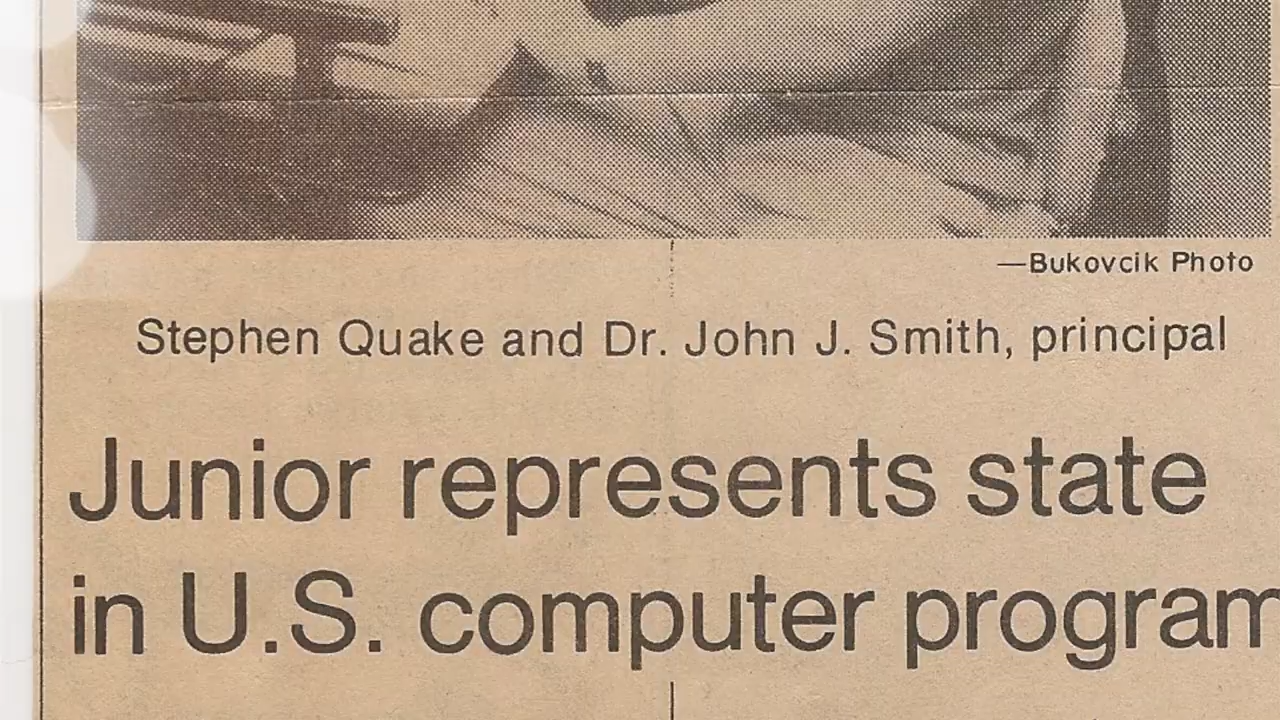 —Bukovcik Photo
Stephen Quake and Dr. John J. Smith, principal
Junior represents state
in U.S. computer program